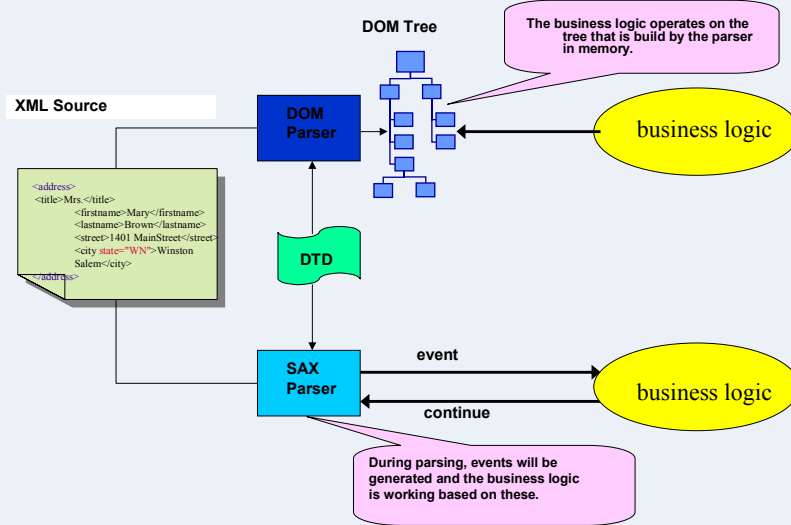 DOM Tree
The business logic operates on the
tree that is build by the parser
in memory.
XML Source
DOM
Parser
business logic
<address>
<title>Mrs.</title>
<firstname>Mary</firstname>
<lastname>Brown</lastname>
<street>1401 MainStreet</street>
<city state="WN">Winston
Salem</city>
</address>
DTD
SAX
Parser
event
continue
business logic
During parsing, events will be
generated and the business logic
is working based on these.